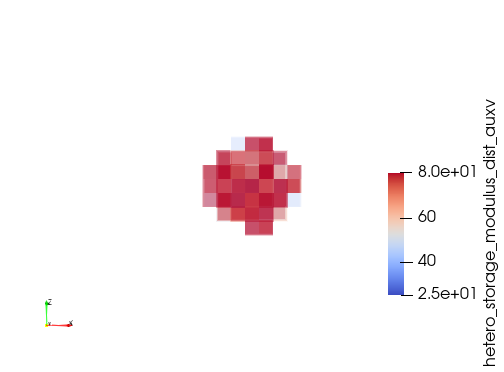 8.0e+01
60
40
2.5e+01
hetero_storage_modulus_dist_auxv
Z
X